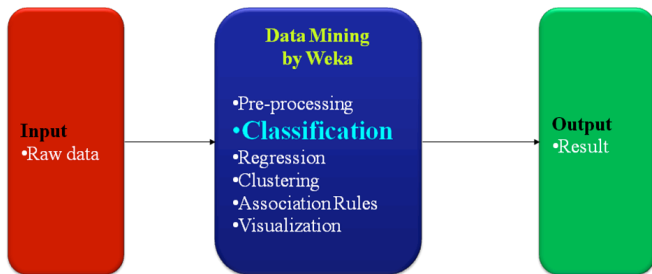 Input
•Raw data
Data Mining
by Weka
•Pre-processing
•Classification
•Regression
•Clustering
•Association Rules
•Visualization
Output
•Result